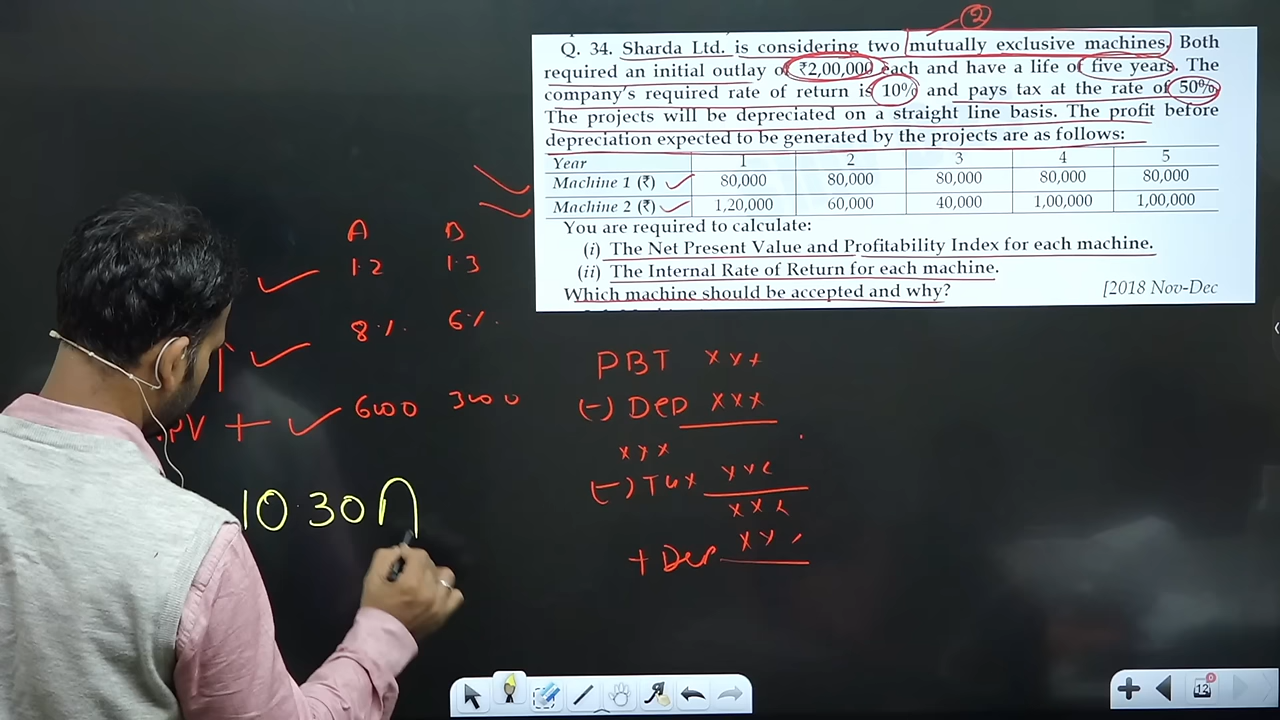 ②
Q. 34. Sharda Ltd. is considering two mutually exclusive machines. Both
required an initial outlay of ₹2,00,000 each and have a life of five years. The
company's required rate of return is 10% and pays tax at the rate of 50%.
The projects will be depreciated on a straight line basis. The profit before
depreciation expected to be generated by the projects are as follows:
Year 1 2 3 4 5
Machine 1 (₹) 80,000 80,000 80,000 80,000 80,000
Machine 2 (₹) 1,20,000 60,000 40,000 1,00,000 1,00,000
You are required to calculate:
(i) The Net Present Value and Profitability Index for each machine.
(ii) The Internal Rate of Return for each machine.
Which machine should be accepted and why? [2018 Nov-Dec
A B
1.2 1.3
8% 6%
PV + 6000 3000
10.30
PBT xxx
(-) Dep xxx
xxx
(-) Tax xxx
xxx
+ Dep xxx
12
0